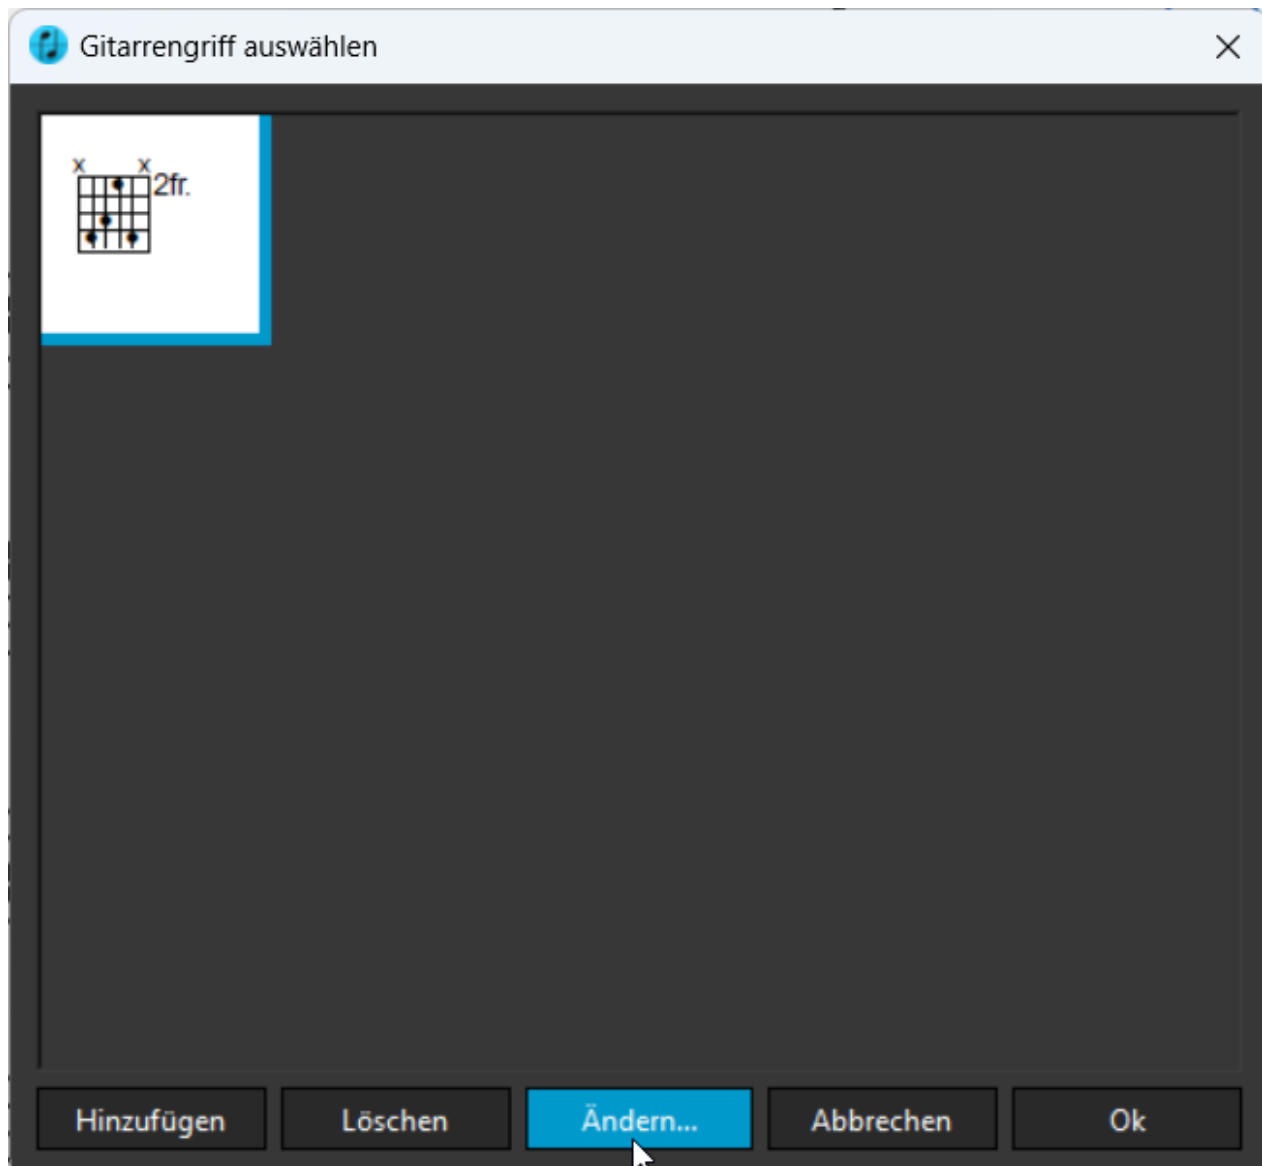 Gitarrengriff auswählen
x x
2fr.
Hinzufügen
Löschen
Ändern...
Abbrechen
Ok